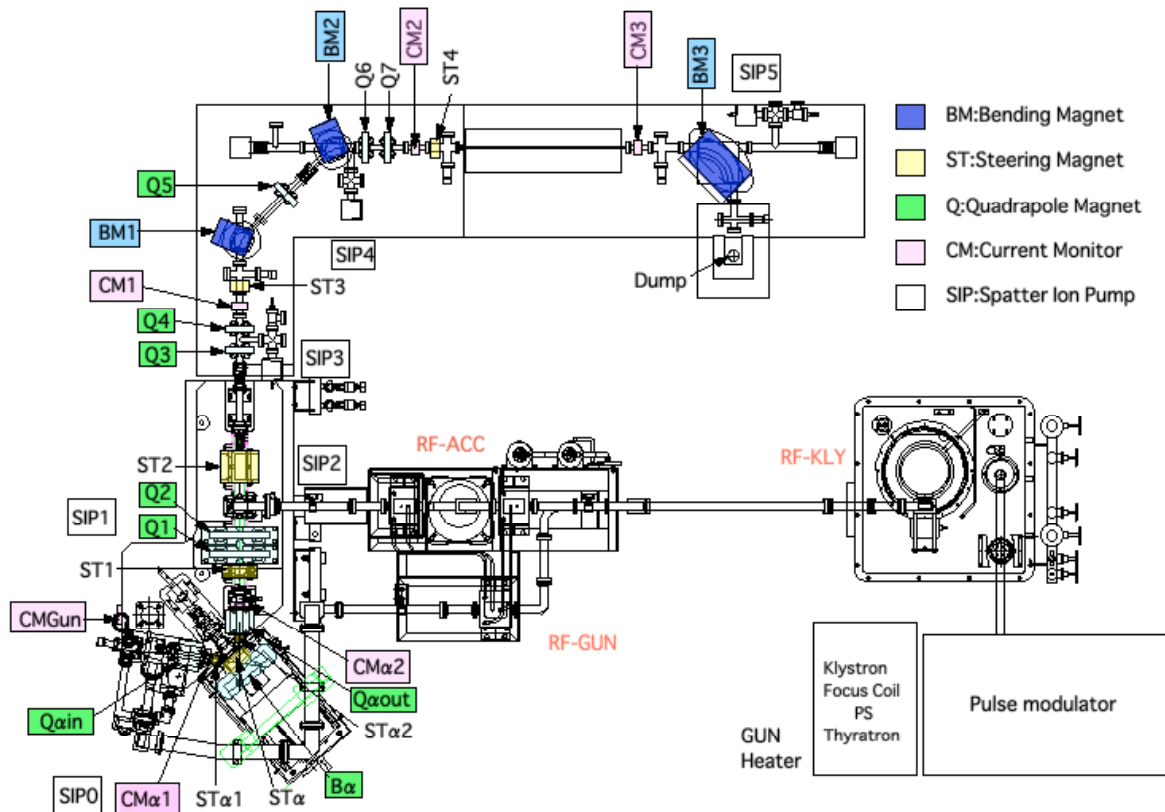 BM2
Q6
Q7
CM2
ST4
CM3
BM3
SIP5
BM:Bending Magnet
ST:Steering Magnet
Q:Quadrapole Magnet
CM:Current Monitor
SIP:Spatter Ion Pump
Q5
BM1
SIP4
CM1
ST3
Dump
Q4
Q3
SIP3
RF-ACC
RF-KLY
ST2
SIP2
Q2
SIP1
Q1
ST1
CMGun
RF-GUN
CMα2
Qαout
Qαin
STα2
Klystron
Focus Coil
PS
Thyratron
Pulse modulator
GUN
Heater
SIP0
CMα1
STα1
STα
Bα